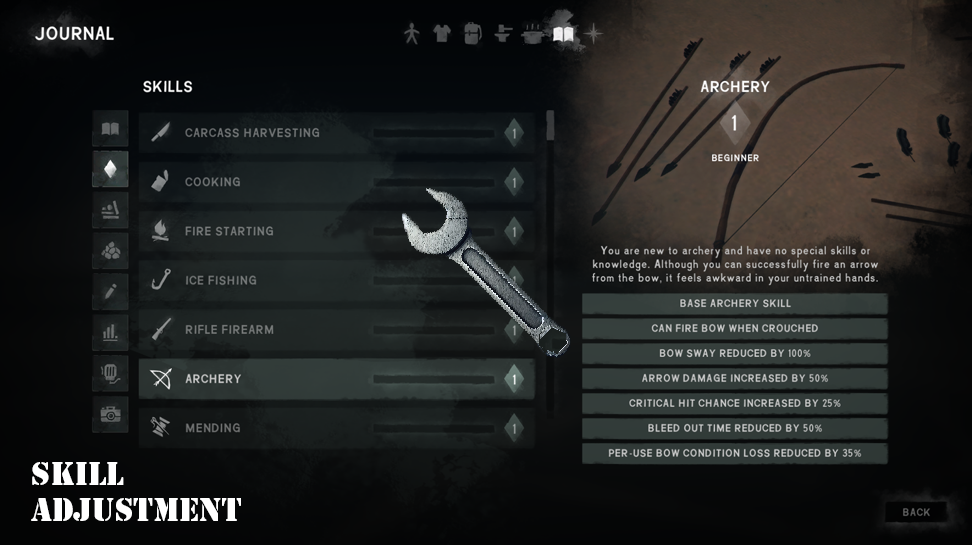 JOURNAL
SKILLS
CARCASS HARVESTING 1
COOKING 1
FIRE STARTING 1
ICE FISHING 1
RIFLE FIREARM 1
ARCHERY 1
MENDING 1
ARCHERY
1
BEGINNER
You are new to archery and have no special skills or
knowledge. Although you can successfully fire an arrow
from the bow, it feels awkward in your untrained hands.
BASE ARCHERY SKILL
CAN FIRE BOW WHEN CROUCHED
BOW SWAY REDUCED BY 100%
ARROW DAMAGE INCREASED BY 50%
CRITICAL HIT CHANCE INCREASED BY 25%
BLEED OUT TIME REDUCED BY 50%
PER-USE BOW CONDITION LOSS REDUCED BY 35%
SKILL
ADJUSTMENT
BACK